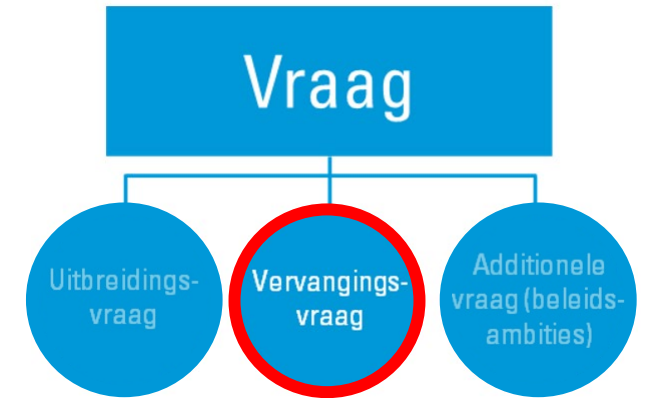 Vraag
Uitbreidings-
vraag
Vervangings-
vraag
Additionele
vraag (beleids-
ambities)